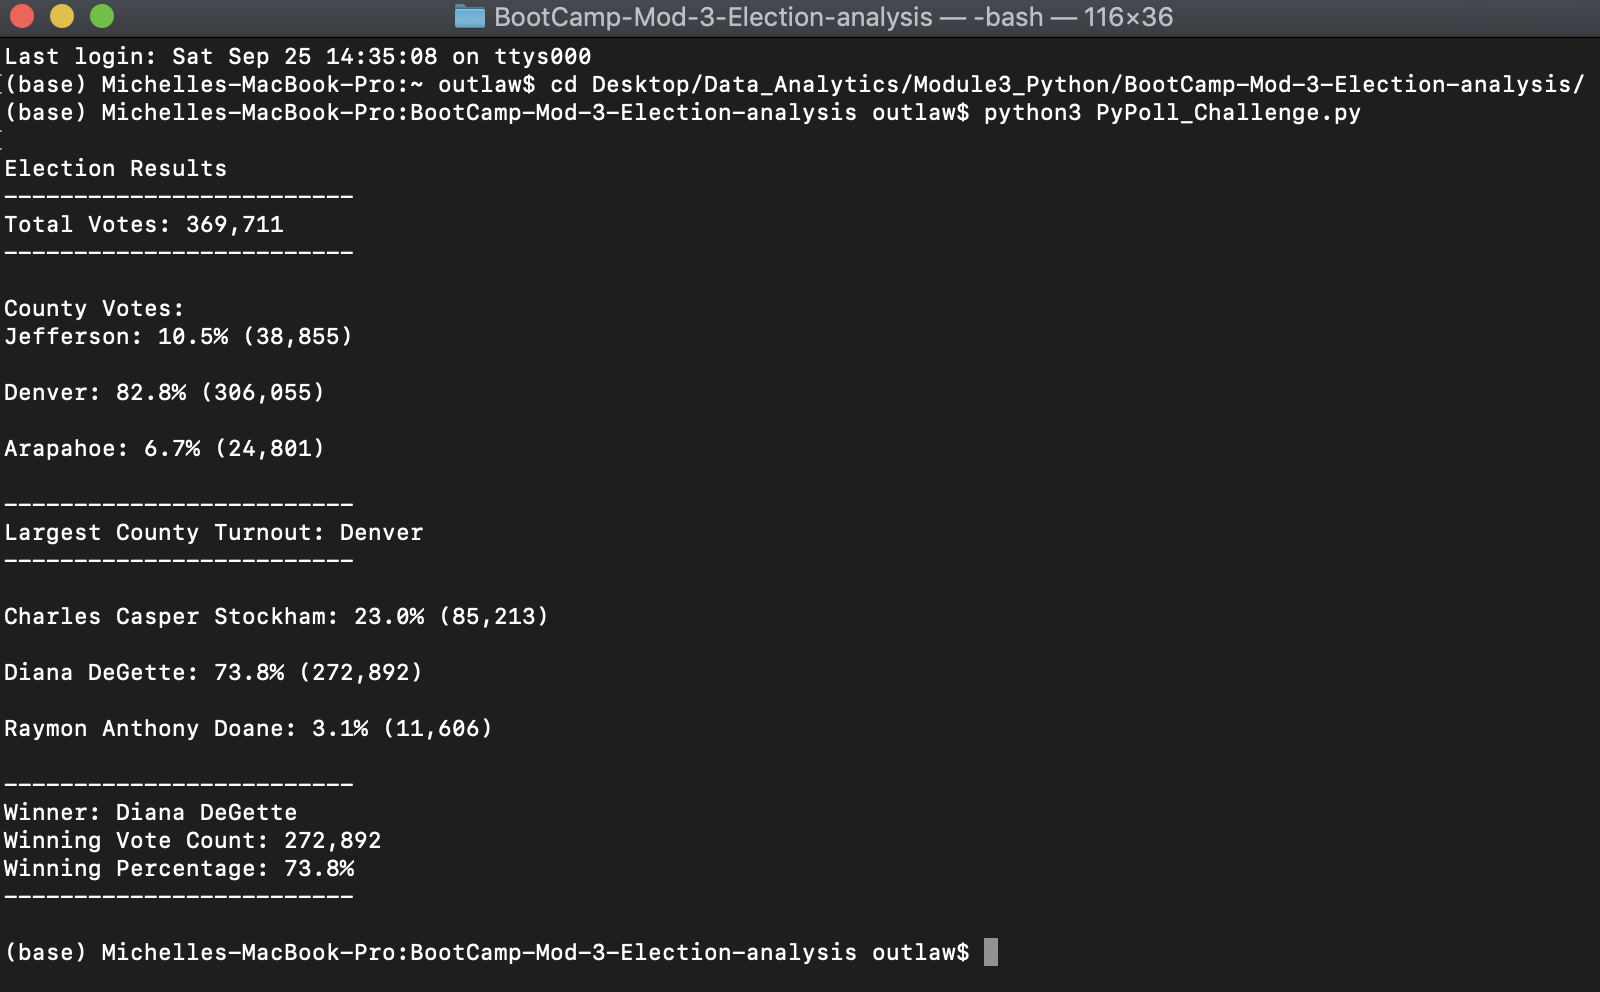 BootCamp-Mod-3-Election-analysis — -bash — 116×36
Last login: Sat Sep 25 14:35:08 on ttys000
(base) Michelles-MacBook-Pro:~ outlaw$ cd Desktop/Data_Analytics/Module3_Python/BootCamp-Mod-3-Election-analysis/
(base) Michelles-MacBook-Pro:BootCamp-Mod-3-Election-analysis outlaw$ python3 PyPoll_Challenge.py
Election Results
-------------------------
Total Votes: 369,711
-------------------------
County Votes:
Jefferson: 10.5% (38,855)
Denver: 82.8% (306,055)
Arapahoe: 6.7% (24,801)
-------------------------
Largest County Turnout: Denver
-------------------------
Charles Casper Stockham: 23.0% (85,213)
Diana DeGette: 73.8% (272,892)
Raymon Anthony Doane: 3.1% (11,606)
-------------------------
Winner: Diana DeGette
Winning Vote Count: 272,892
Winning Percentage: 73.8%
-------------------------
(base) Michelles-MacBook-Pro:BootCamp-Mod-3-Election-analysis outlaw$